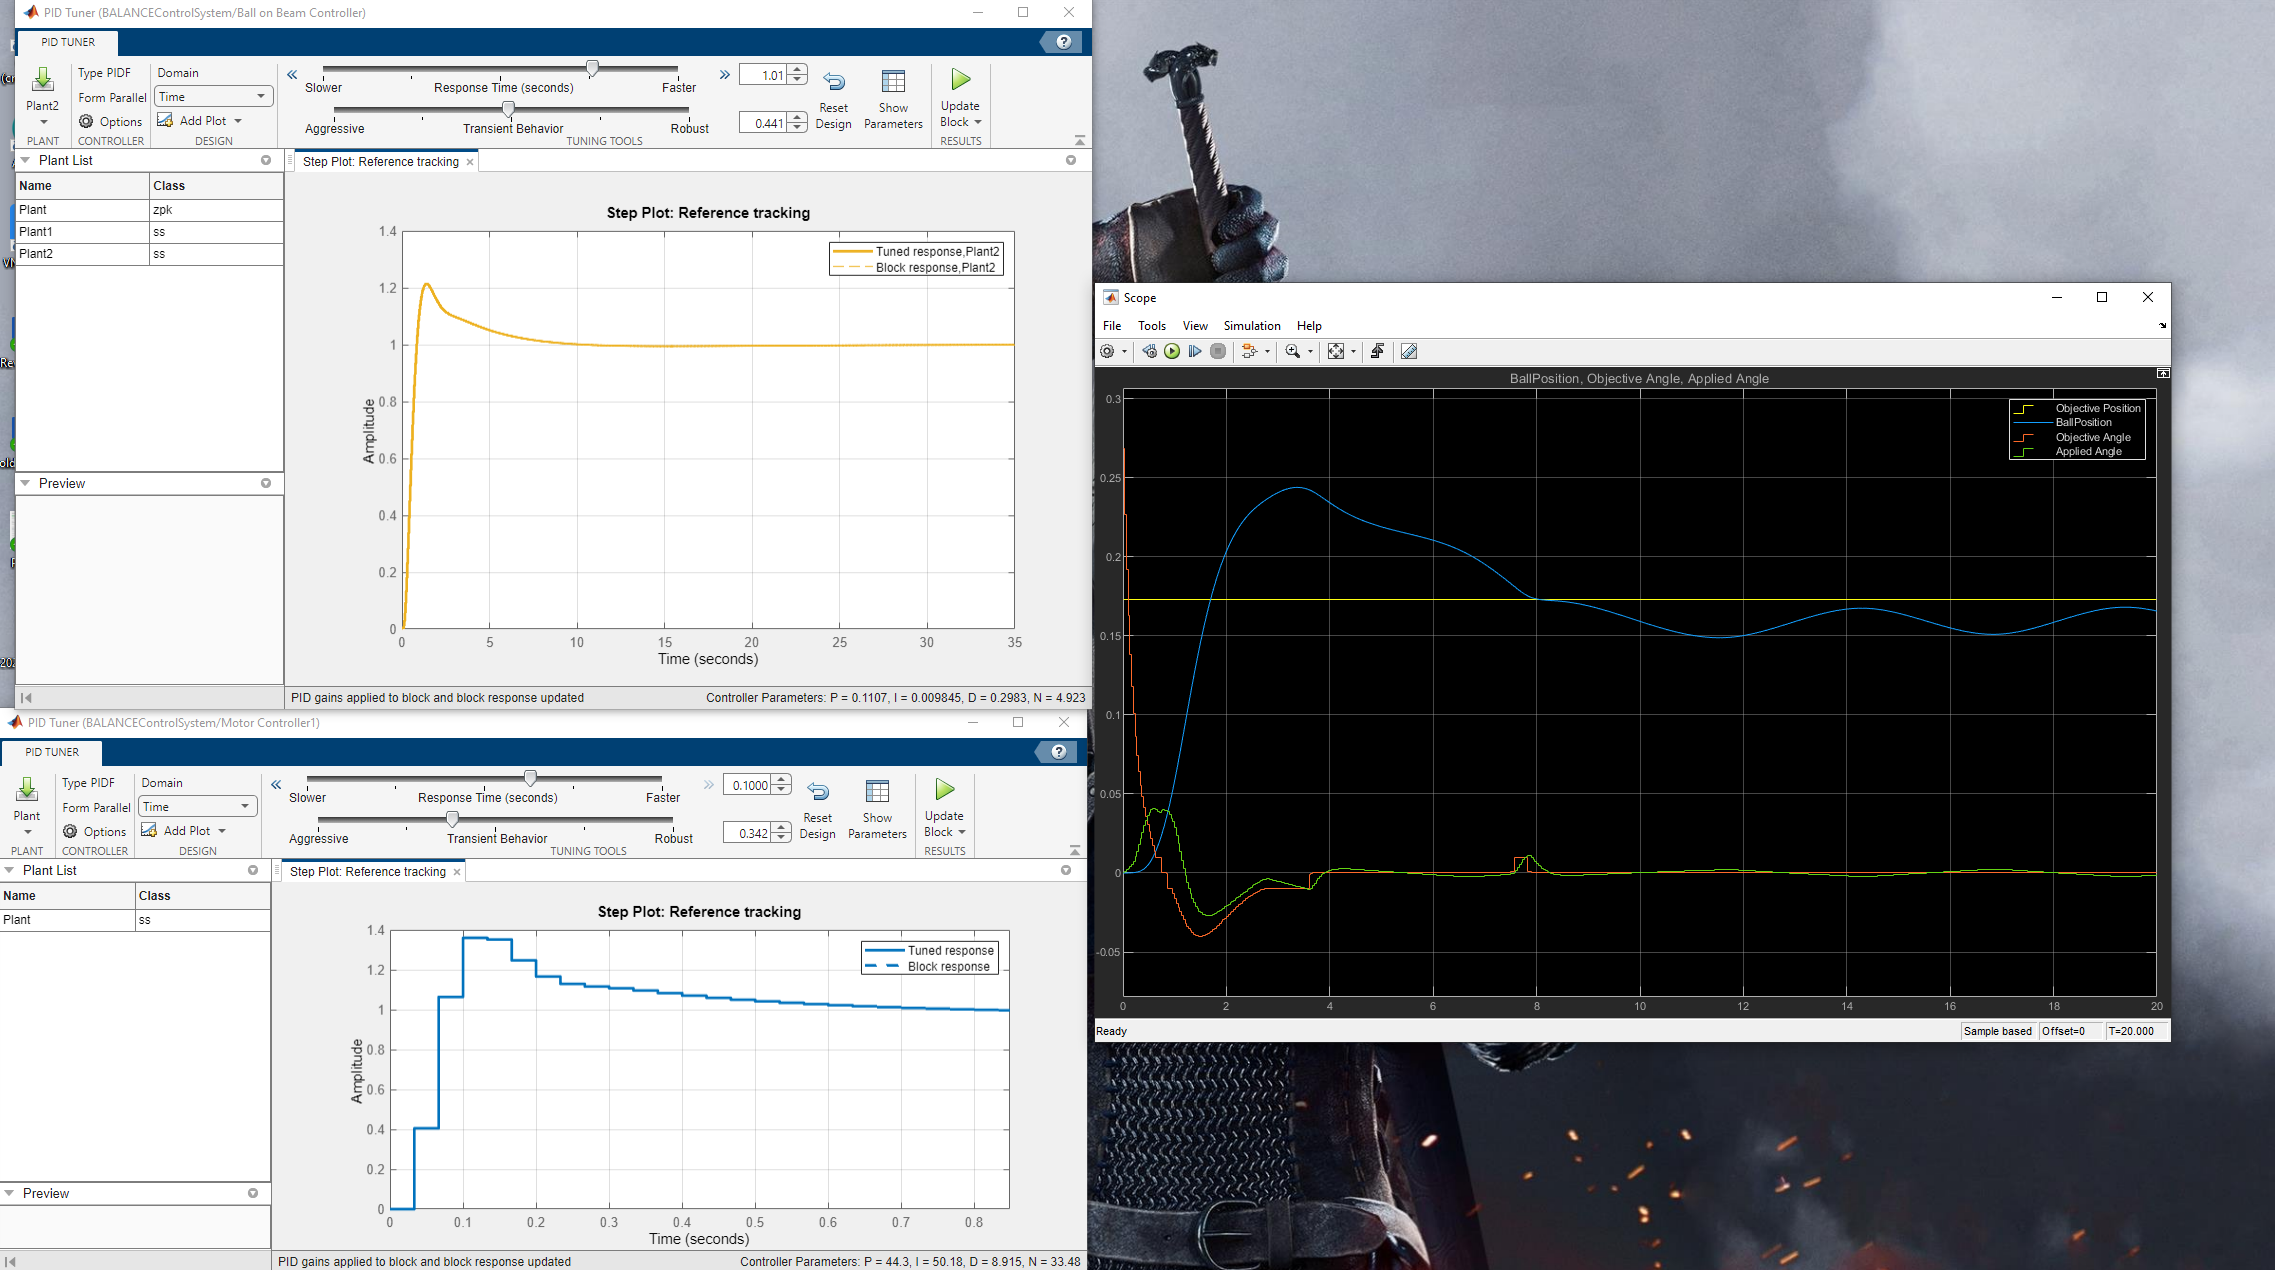 PID Tuner (BALANCEControlSystem/Ball on Beam Controller)
PID TUNER
?
Plant2
PLANT
Type PIDF
Form Parallel
Options
CONTROLLER
Domain
Time
Add Plot
DESIGN
Slower
Response Time (seconds)
Faster
1.01
Aggressive
Transient Behavior
Robust
0.441
TUNING TOOLS
Reset
Design
Show
Parameters
Update
Block
RESULTS
Plant List
Name Class
Plant zpk
Plant1 ss
Plant2 ss
Preview
Step Plot: Reference tracking
Step Plot: Reference tracking
Tuned response,Plant2
Block response,Plant2
1.4
1.2
1
0.8
0.6
0.4
0.2
0
Amplitude
0 5 10 15 20 25 30 35
Time (seconds)
PID gains applied to block and block response updated
Controller Parameters: P = 0.1107, I = 0.009845, D = 0.2983, N = 4.923
PID Tuner (BALANCEControlSystem/Motor Controller1)
PID TUNER
?
Plant
PLANT
Type PIDF
Form Parallel
Options
CONTROLLER
Domain
Time
Add Plot
DESIGN
Slower
Response Time (seconds)
Faster
0.1000
Aggressive
Transient Behavior
Robust
0.342
TUNING TOOLS
Reset
Design
Show
Parameters
Update
Block
RESULTS
Plant List
Name Class
Plant ss
Preview
Step Plot: Reference tracking
Step Plot: Reference tracking
Tuned response
Block response
1.4
1.2
1
0.8
0.6
0.4
0.2
0
Amplitude
0 0.1 0.2 0.3 0.4 0.5 0.6 0.7 0.8
Time (seconds)
PID gains applied to block and block response updated
Controller Parameters: P = 44.3, I = 50.18, D = 8.915, N = 33.48
Scope
File Tools View Simulation Help
BallPosition, Objective Angle, Applied Angle
Objective Position
BallPosition
Objective Angle
Applied Angle
0.3
0.25
0.2
0.15
0.1
0.05
0
-0.05
0 2 4 6 8 10 12 14 16 18 20
Ready
Sample based
Offset=0
T=20.000